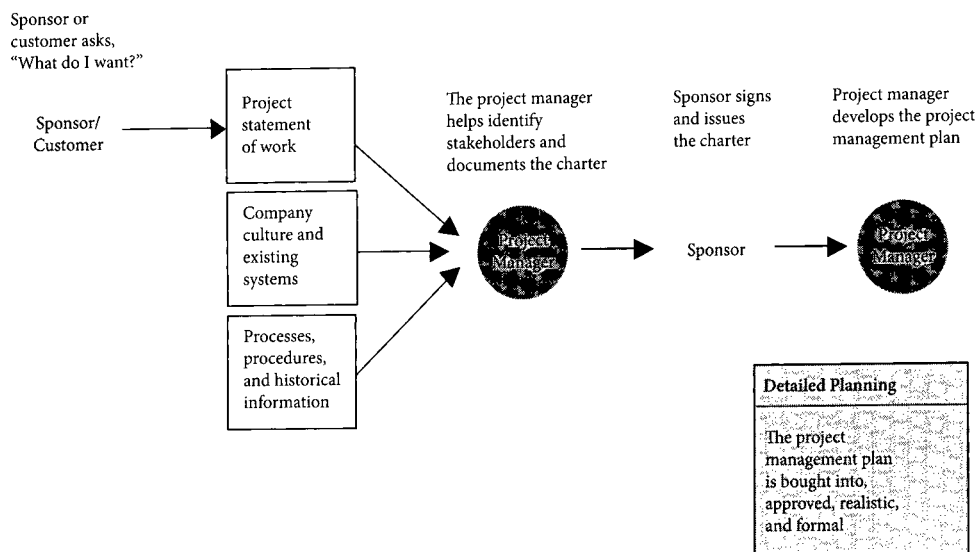 Sponsor or
customer asks,
“What do I want?”
Sponsor/
Customer
Project
statement
of work
Company
culture and
existing
systems
Processes,
procedures,
and historical
information
The project manager
helps identify
stakeholders and
documents the charter
Project
Manager
Sponsor signs
and issues
the charter
Sponsor
Project manager
develops the project
management plan
Project
Manager
Detailed Planning
The project
management plan
is bought into,
approved, realistic,
and formal